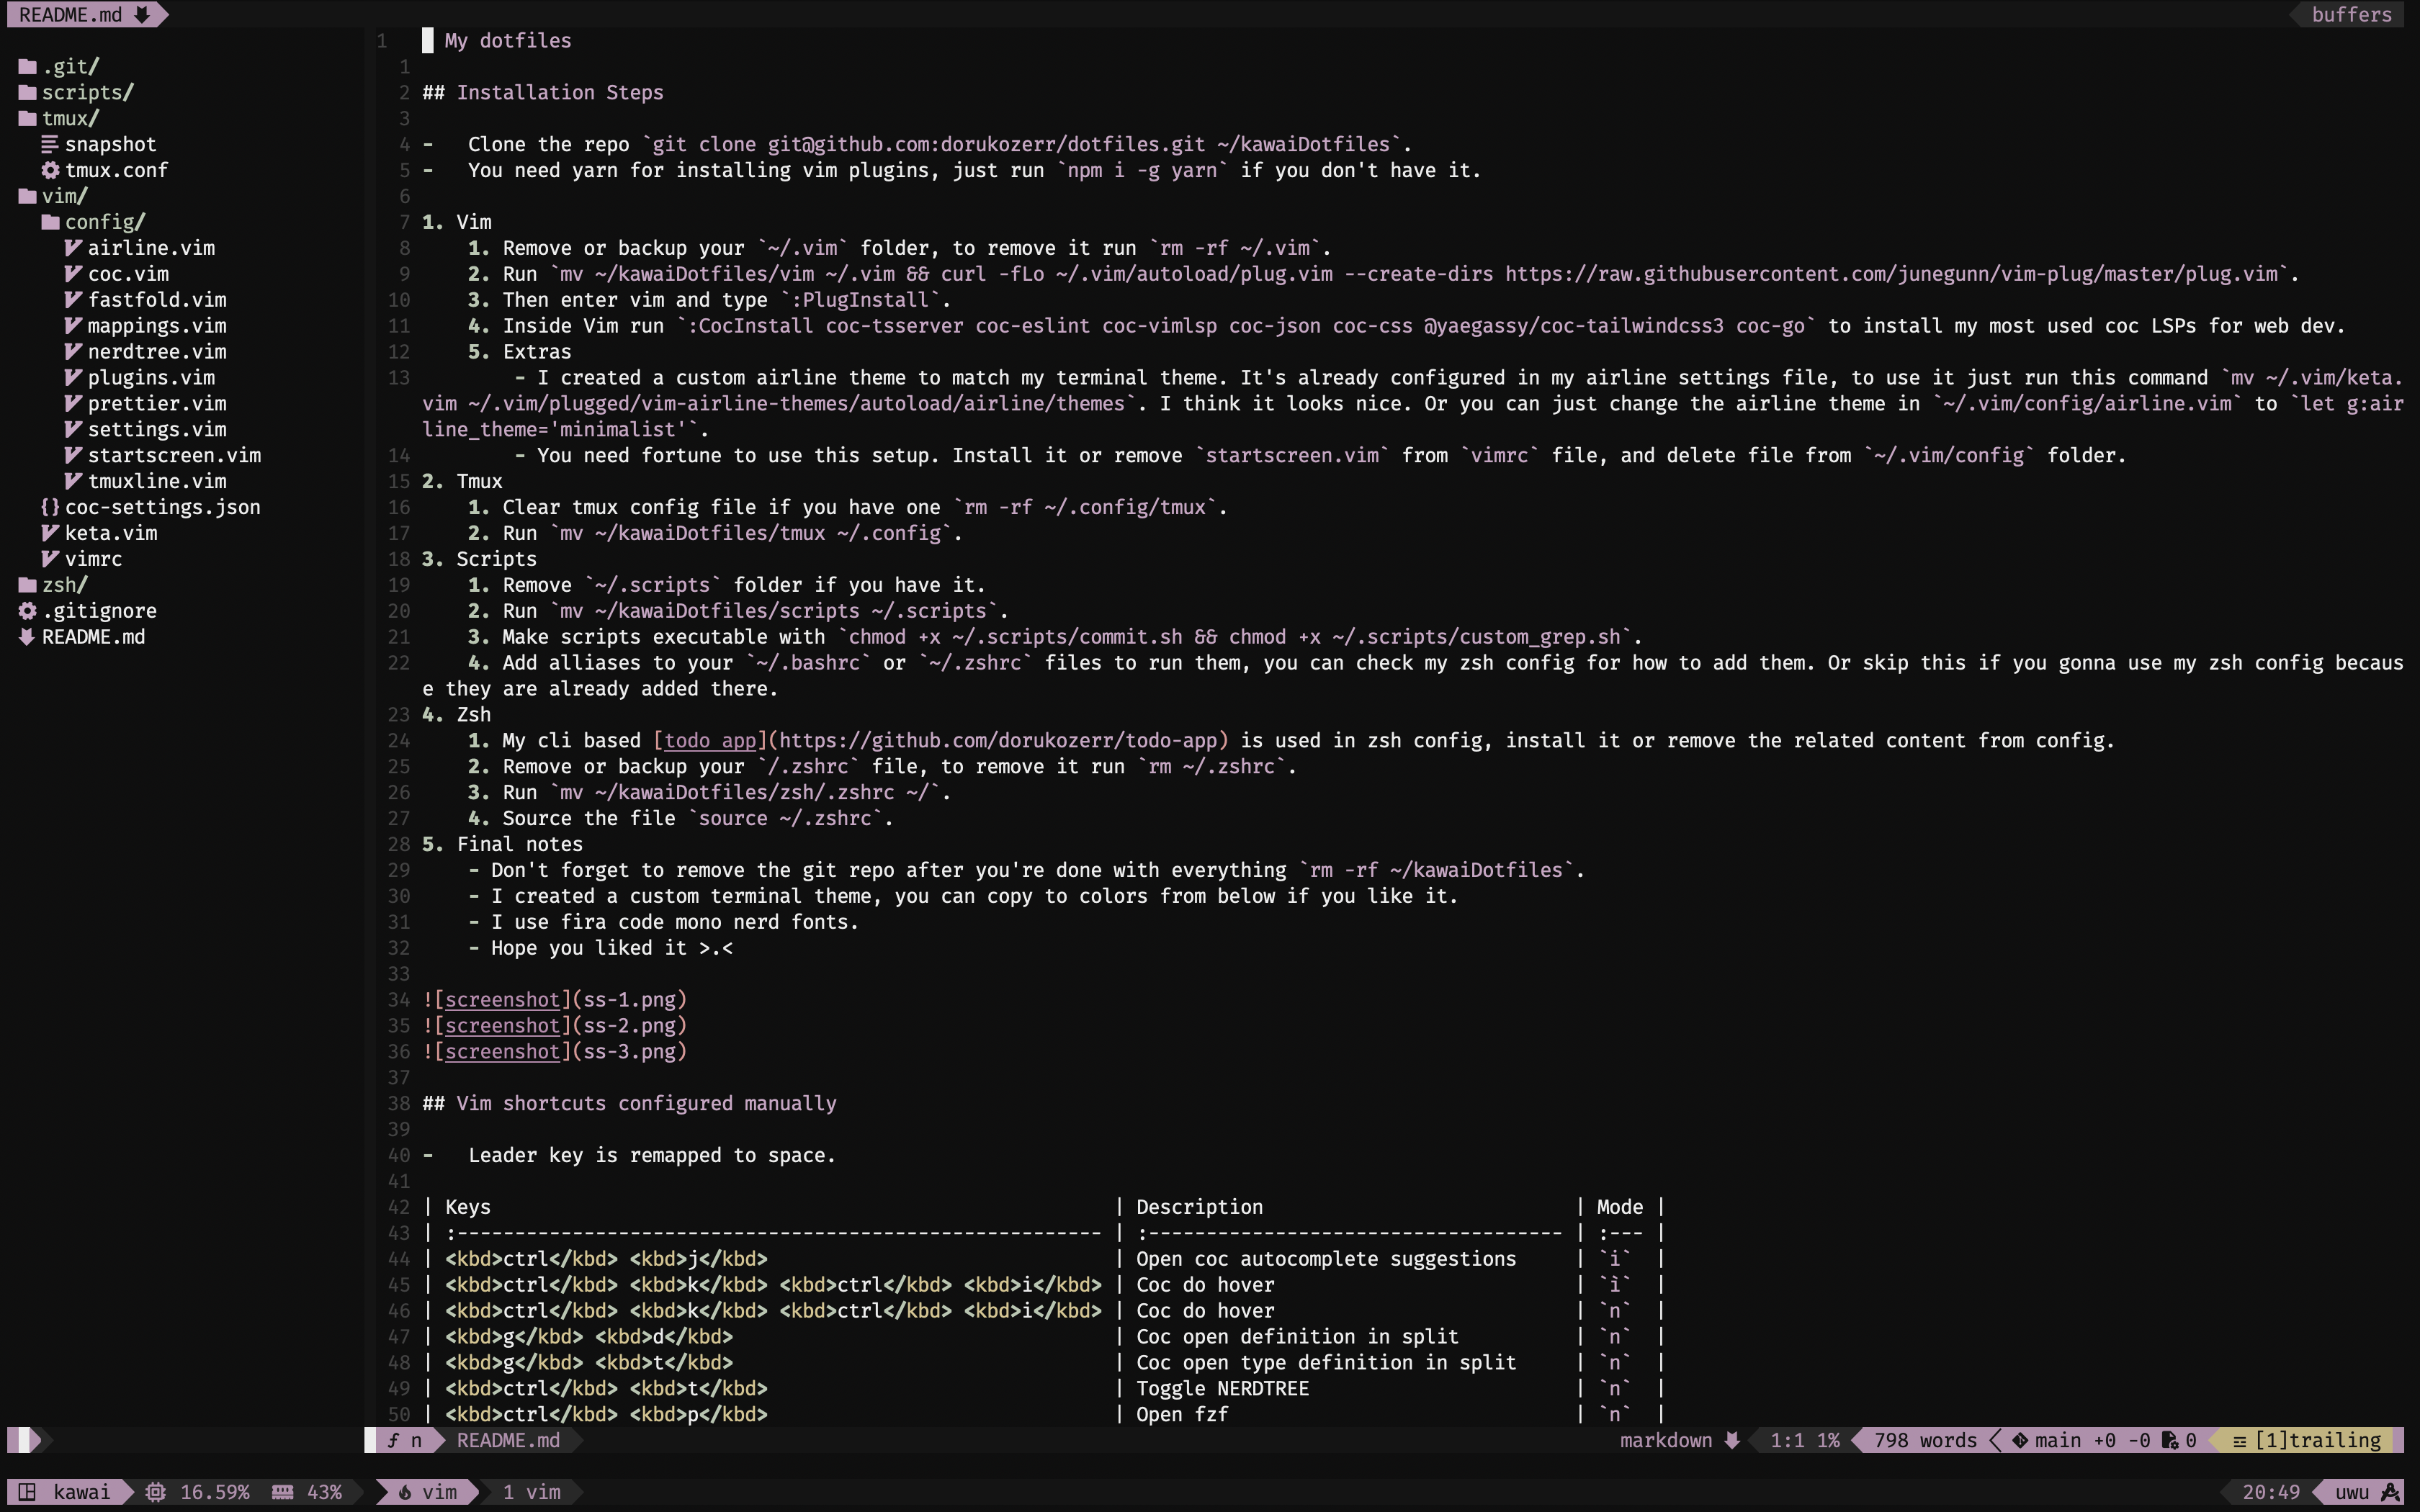 README.md
buffers
.git/
scripts/
tmux/
snapshot
tmux.conf
vim/
config/
airline.vim
coc.vim
fastfold.vim
mappings.vim
nerdtree.vim
plugins.vim
prettier.vim
settings.vim
startscreen.vim
tmuxline.vim
coc-settings.json
keta.vim
vimrc
zsh/
.gitignore
README.md
1 My dotfiles
1
2 ## Installation Steps
3
4 - Clone the repo `git clone git@github.com:dorukozerr/dotfiles.git ~/kawaiDotfiles`.
5 - You need yarn for installing vim plugins, just run `npm i -g yarn` if you don't have it.
6
7 1. Vim
8 1. Remove or backup your `~/.vim` folder, to remove it run `rm -rf ~/.vim`.
9 2. Run `mv ~/kawaiDotfiles/vim ~/.vim && curl -fLo ~/.vim/autoload/plug.vim --create-dirs https://raw.githubusercontent.com/junegunn/vim-plug/master/plug.vim`.
10 3. Then enter vim and type `:PlugInstall`.
11 4. Inside Vim run `:CocInstall coc-tsserver coc-eslint coc-vimlsp coc-json coc-css @yaegassy/coc-tailwindcss3 coc-go` to install my most used coc LSPs for web dev.
12 5. Extras
13 - I created a custom airline theme to match my terminal theme. It's already configured in my airline settings file, to use it just run this command `mv ~/.vim/keta.
vim ~/.vim/plugged/vim-airline-themes/autoload/airline/themes`. I think it looks nice. Or you can just change the airline theme in `~/.vim/config/airline.vim` to `let g:air
line_theme='minimalist'`.
14 - You need fortune to use this setup. Install it or remove `startscreen.vim` from `vimrc` file, and delete file from `~/.vim/config` folder.
15 2. Tmux
16 1. Clear tmux config file if you have one `rm -rf ~/.config/tmux`.
17 2. Run `mv ~/kawaiDotfiles/tmux ~/.config`.
18 3. Scripts
19 1. Remove `~/.scripts` folder if you have it.
20 2. Run `mv ~/kawaiDotfiles/scripts ~/.scripts`.
21 3. Make scripts executable with `chmod +x ~/.scripts/commit.sh && chmod +x ~/.scripts/custom_grep.sh`.
22 4. Add alliases to your `~/.bashrc` or `~/.zshrc` files to run them, you can check my zsh config for how to add them. Or skip this if you gonna use my zsh config becaus
e they are already added there.
23 4. Zsh
24 1. My cli based [todo app](https://github.com/dorukozerr/todo-app) is used in zsh config, install it or remove the related content from config.
25 2. Remove or backup your `/.zshrc` file, to remove it run `rm ~/.zshrc`.
26 3. Run `mv ~/kawaiDotfiles/zsh/.zshrc ~/`.
27 4. Source the file `source ~/.zshrc`.
28 5. Final notes
29 - Don't forget to remove the git repo after you're done with everything `rm -rf ~/kawaiDotfiles`.
30 - I created a custom terminal theme, you can copy to colors from below if you like it.
31 - I use fira code mono nerd fonts.
32 - Hope you liked it >.<
33
34 ![screenshot](ss-1.png)
35 ![screenshot](ss-2.png)
36 ![screenshot](ss-3.png)
37
38 ## Vim shortcuts configured manually
39
40 - Leader key is remapped to space.
41
42 | Keys | Description | Mode |
43 | :-------------------------------------------------------- | :------------------------------------ | :--- |
44 | <kbd>ctrl</kbd> <kbd>j</kbd> | Open coc autocomplete suggestions | `i` |
45 | <kbd>ctrl</kbd> <kbd>k</kbd> <kbd>ctrl</kbd> <kbd>i</kbd> | Coc do hover | `i` |
46 | <kbd>ctrl</kbd> <kbd>k</kbd> <kbd>ctrl</kbd> <kbd>i</kbd> | Coc do hover | `n` |
47 | <kbd>g</kbd> <kbd>d</kbd> | Coc open definition in split | `n` |
48 | <kbd>g</kbd> <kbd>t</kbd> | Coc open type definition in split | `n` |
49 | <kbd>ctrl</kbd> <kbd>t</kbd> | Toggle NERDTREE | `n` |
50 | <kbd>ctrl</kbd> <kbd>p</kbd> | Open fzf | `n` |
ƒ n README.md markdown 1:1 1% 798 words main +0 -0 0 [1]trailing
kawai 16.59% 43% vim 1 vim 20:49 uwu